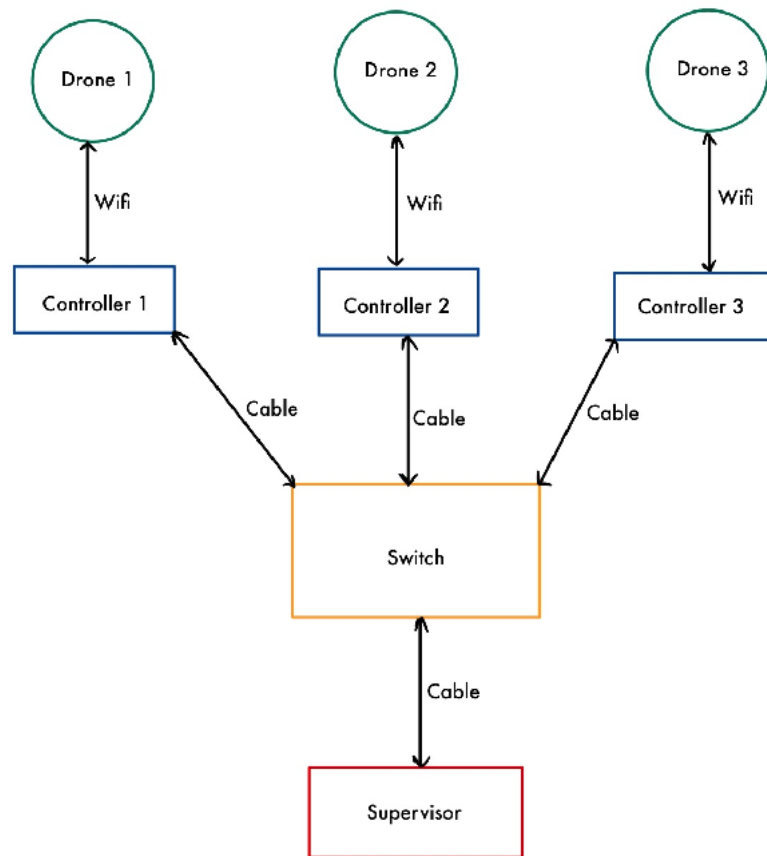 Drone 1
Drone 2
Drone 3
Wifi
Wifi
Wifi
Controller 1
Controller 2
Controller 3
Cable
Cable
Cable
Switch
Cable
Supervisor